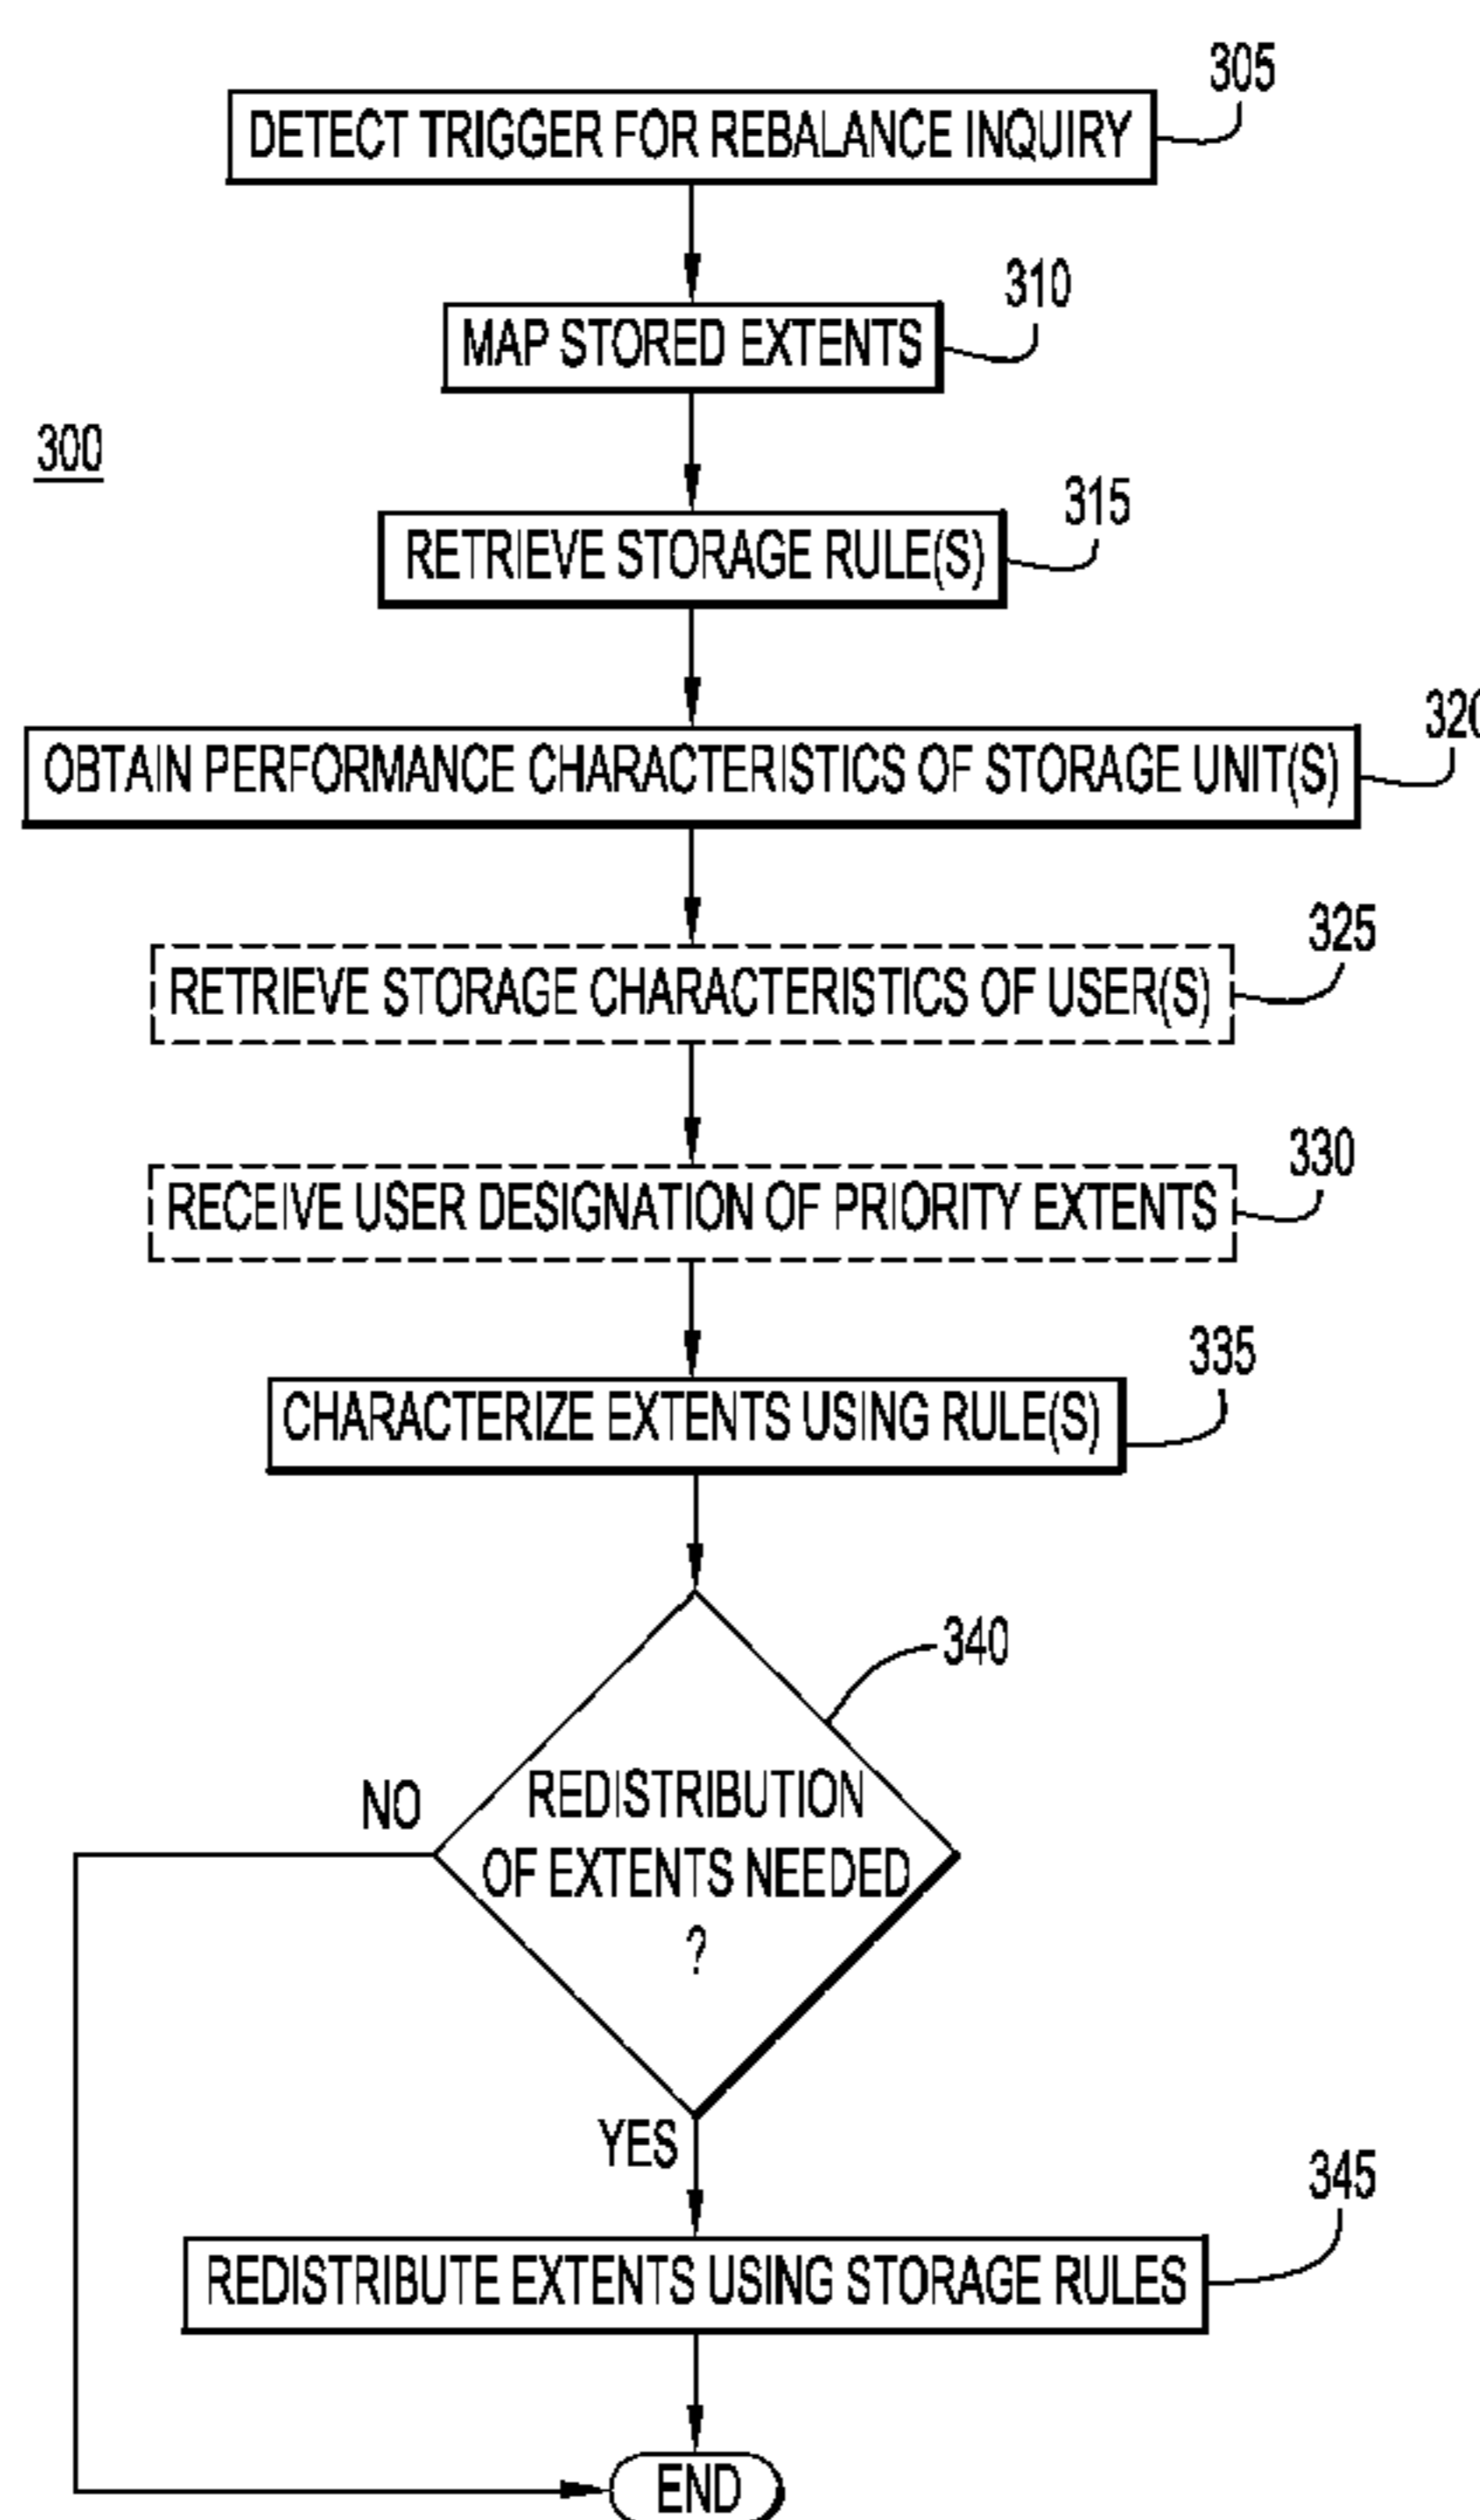 305
DETECT TRIGGER FOR REBALANCE INQUIRY
310
MAP STORED EXTENTS
300
315
RETRIEVE STORAGE RULE(S)
320
OBTAIN PERFORMANCE CHARACTERISTICS OF STORAGE UNIT(S)
325
RETRIEVE STORAGE CHARACTERISTICS OF USER(S)
330
RECEIVE USER DESIGNATION OF PRIORITY EXTENTS
335
CHARACTERIZE EXTENTS USING RULE(S)
340
REDISTRIBUTION
OF EXTENTS NEEDED
?
NO
YES
345
REDISTRIBUTE EXTENTS USING STORAGE RULES
END